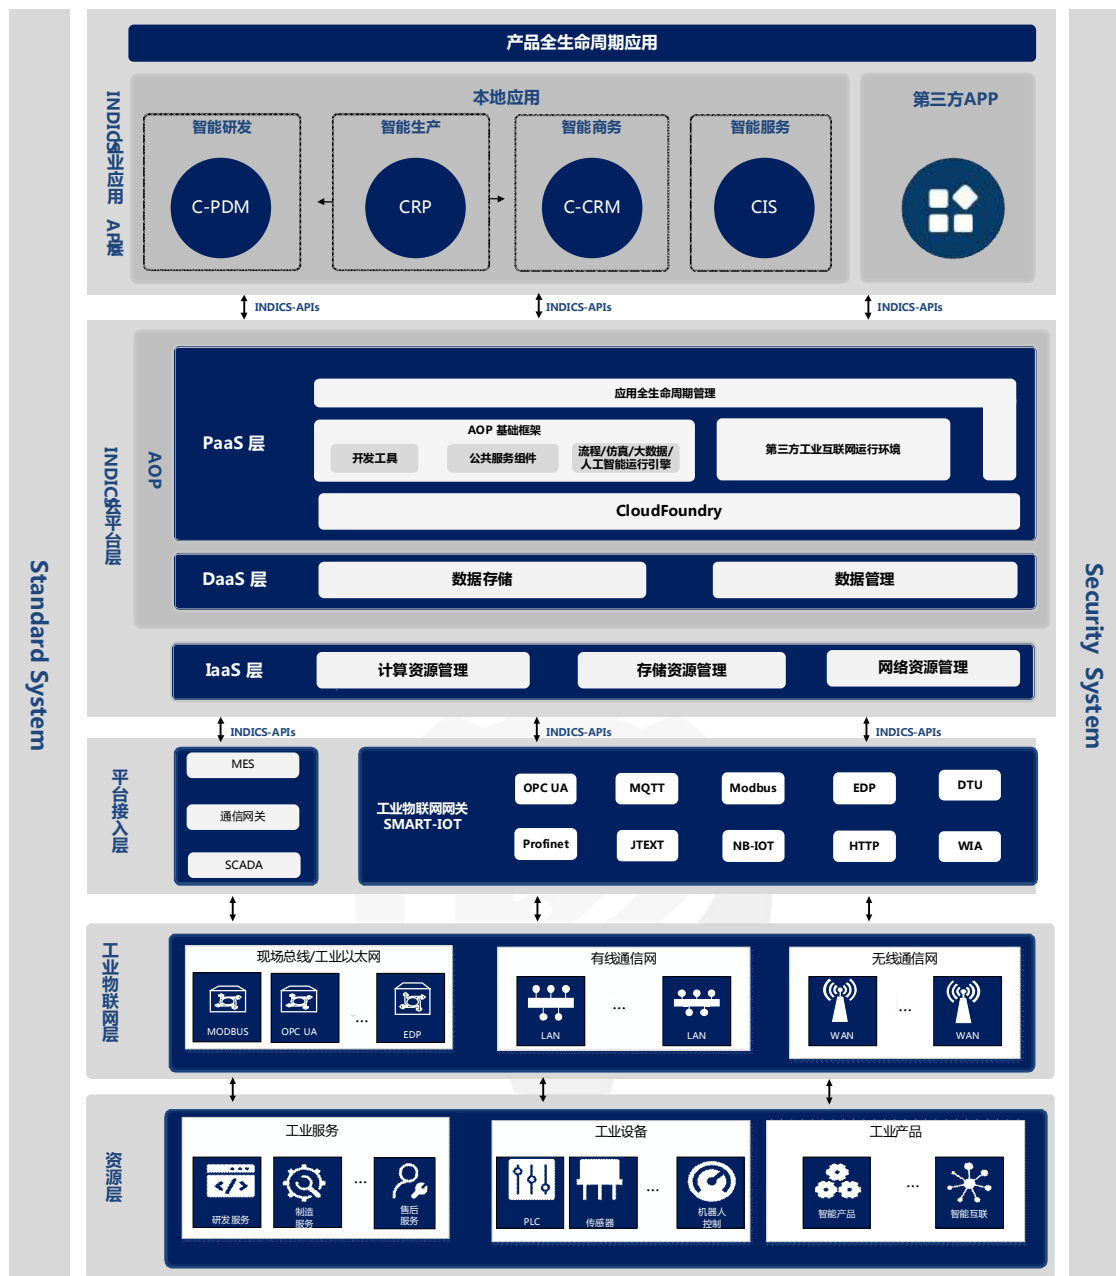 产品全生命周期应用
INDICS工业应用 APP层
本地应用
第三方APP
智能研发
智能生产
智能商务
智能服务
C-PDM
CRP
C-CRM
CIS
INDICS-APIs
INDICS-APIs
INDICS-APIs
INDICS云平台层
AOP
PaaS 层
应用全生命周期管理
AOP 基础框架
开发工具
公共服务组件
流程/仿真/大数据/
人工智能运行引擎
第三方工业互联网运行环境
CloudFoundry
DaaS 层
数据存储
数据管理
IaaS 层
计算资源管理
存储资源管理
网络资源管理
Standard System
Security System
INDICS-APIs
INDICS-APIs
INDICS-APIs
平台接入层
MES
通信网关
SCADA
工业物联网网关
SMART-IOT
OPC UA
MQTT
Modbus
EDP
DTU
Profinet
JTEXT
NB-IOT
HTTP
WIA
工业物联网层
现场总线/工业以太网
MODBUS
OPC UA
...
EDP
有线通信网
LAN
...
LAN
无线通信网
WAN
...
WAN
资源层
工业服务
研发服务
制造
服务
...
售后
服务
工业设备
PLC
传感器
...
机器人
控制
工业产品
智能产品
...
智能互联